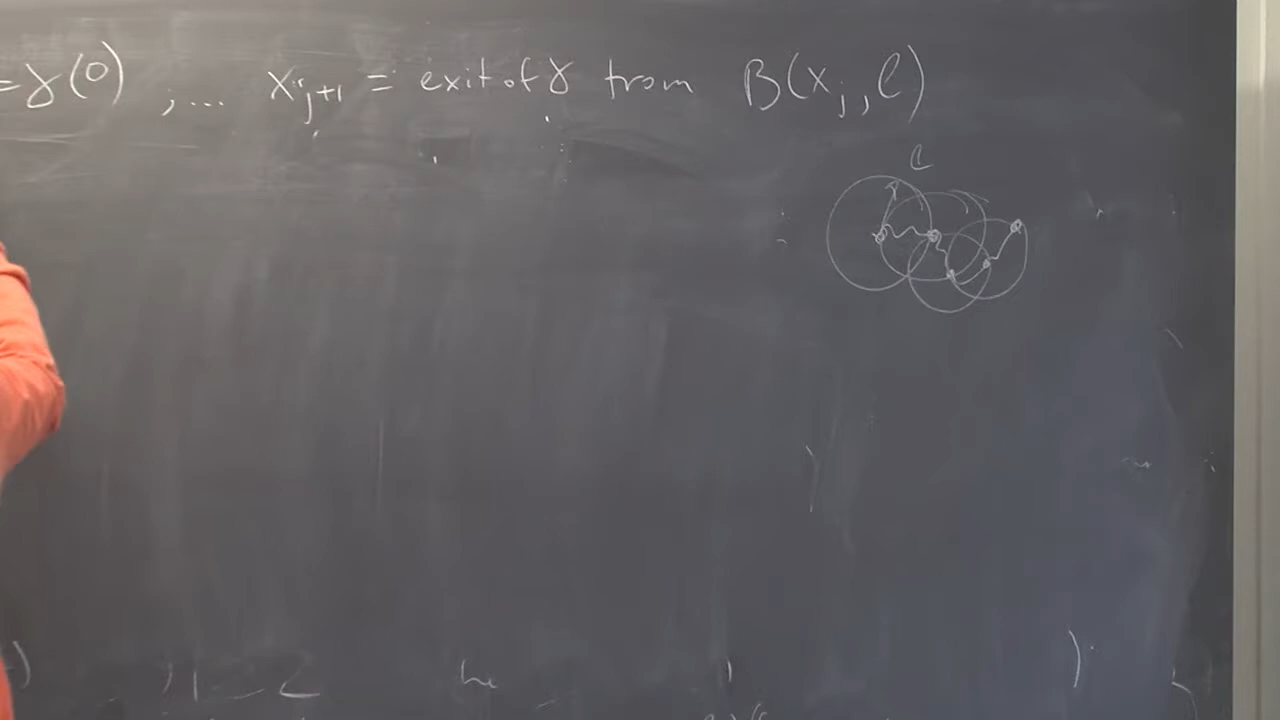 =γ(0) ; ... x_{j+1} = exit of γ from B(x_j, l)
l